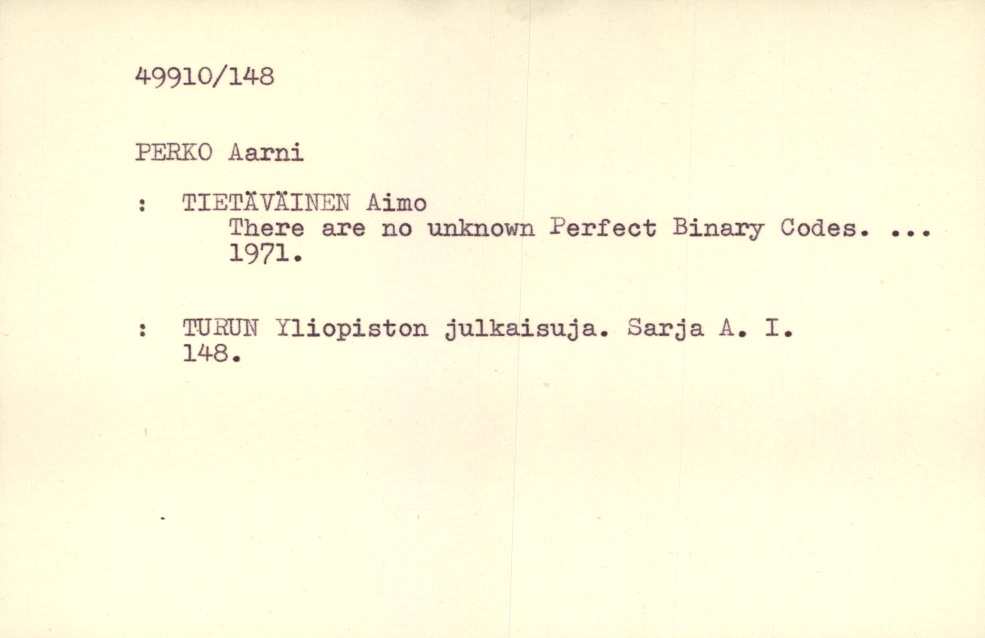 49910/148
PERKO Aarni
: TIETÄVÄINEN Aimo
There are no unknown Perfect Binary Codes. ...
1971.
: TURUN Yliopiston julkaisuja. Sarja A. I.
148.